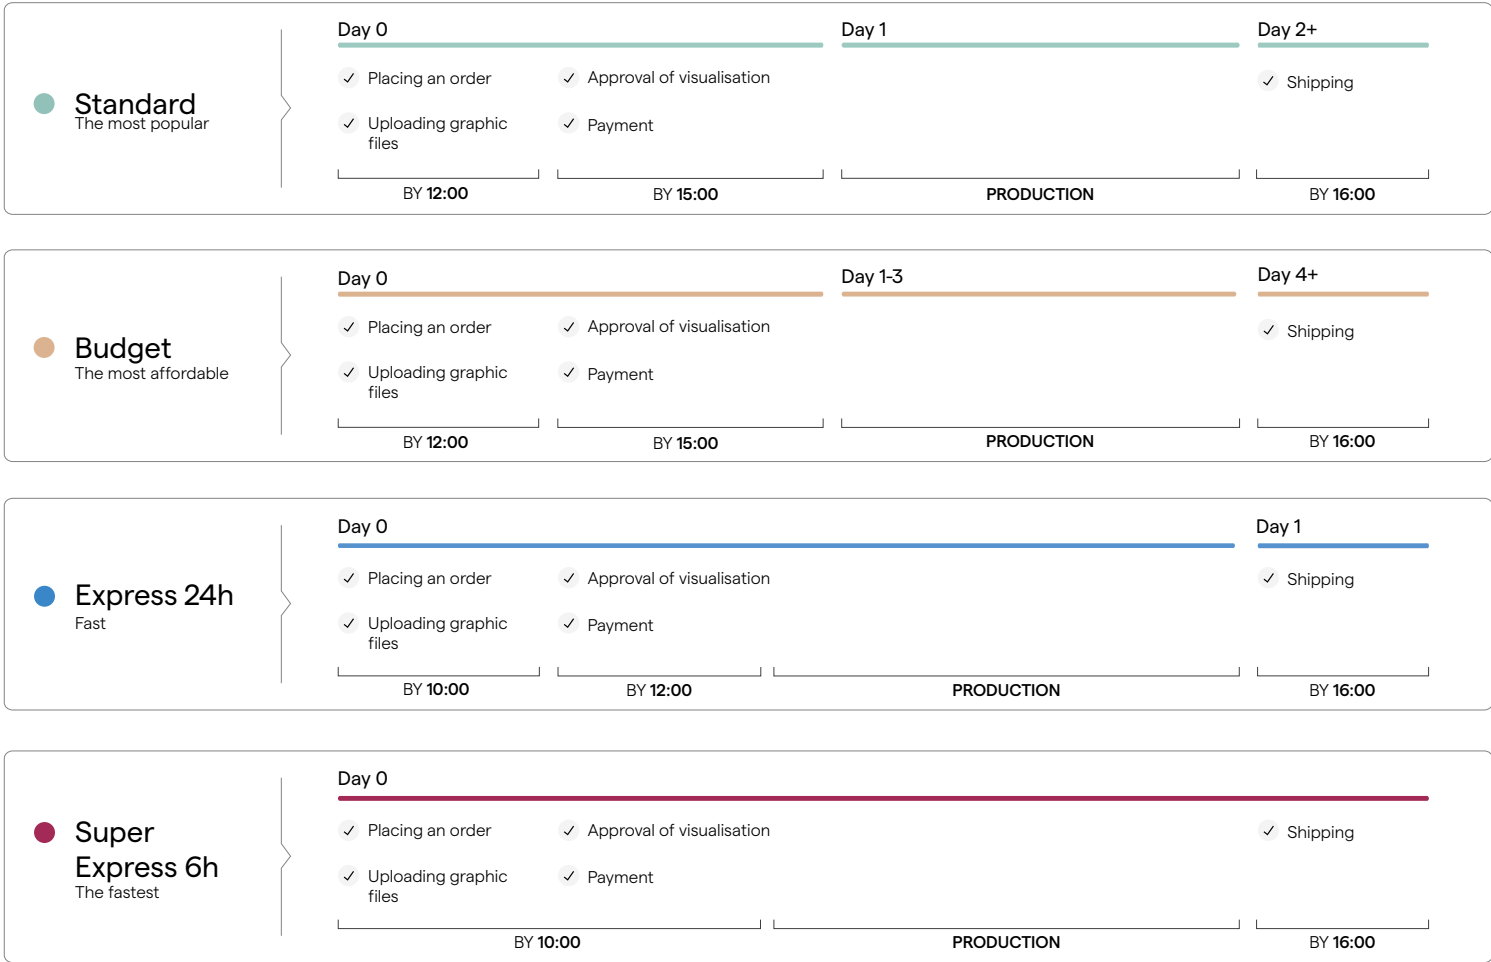 Standard
The most popular
Day 0
Day 1
Day 2+
Placing an order
Approval of visualisation
Shipping
Uploading graphic
files
Payment
BY 12:00
BY 15:00
PRODUCTION
BY 16:00
Budget
The most affordable
Day 0
Day 1-3
Day 4+
Placing an order
Approval of visualisation
Shipping
Uploading graphic
files
Payment
BY 12:00
BY 15:00
PRODUCTION
BY 16:00
Express 24h
Fast
Day 0
Day 1
Placing an order
Approval of visualisation
Shipping
Uploading graphic
files
Payment
BY 10:00
BY 12:00
PRODUCTION
BY 16:00
Super
Express 6h
The fastest
Day 0
Placing an order
Approval of visualisation
Shipping
Uploading graphic
files
Payment
BY 10:00
PRODUCTION
BY 16:00